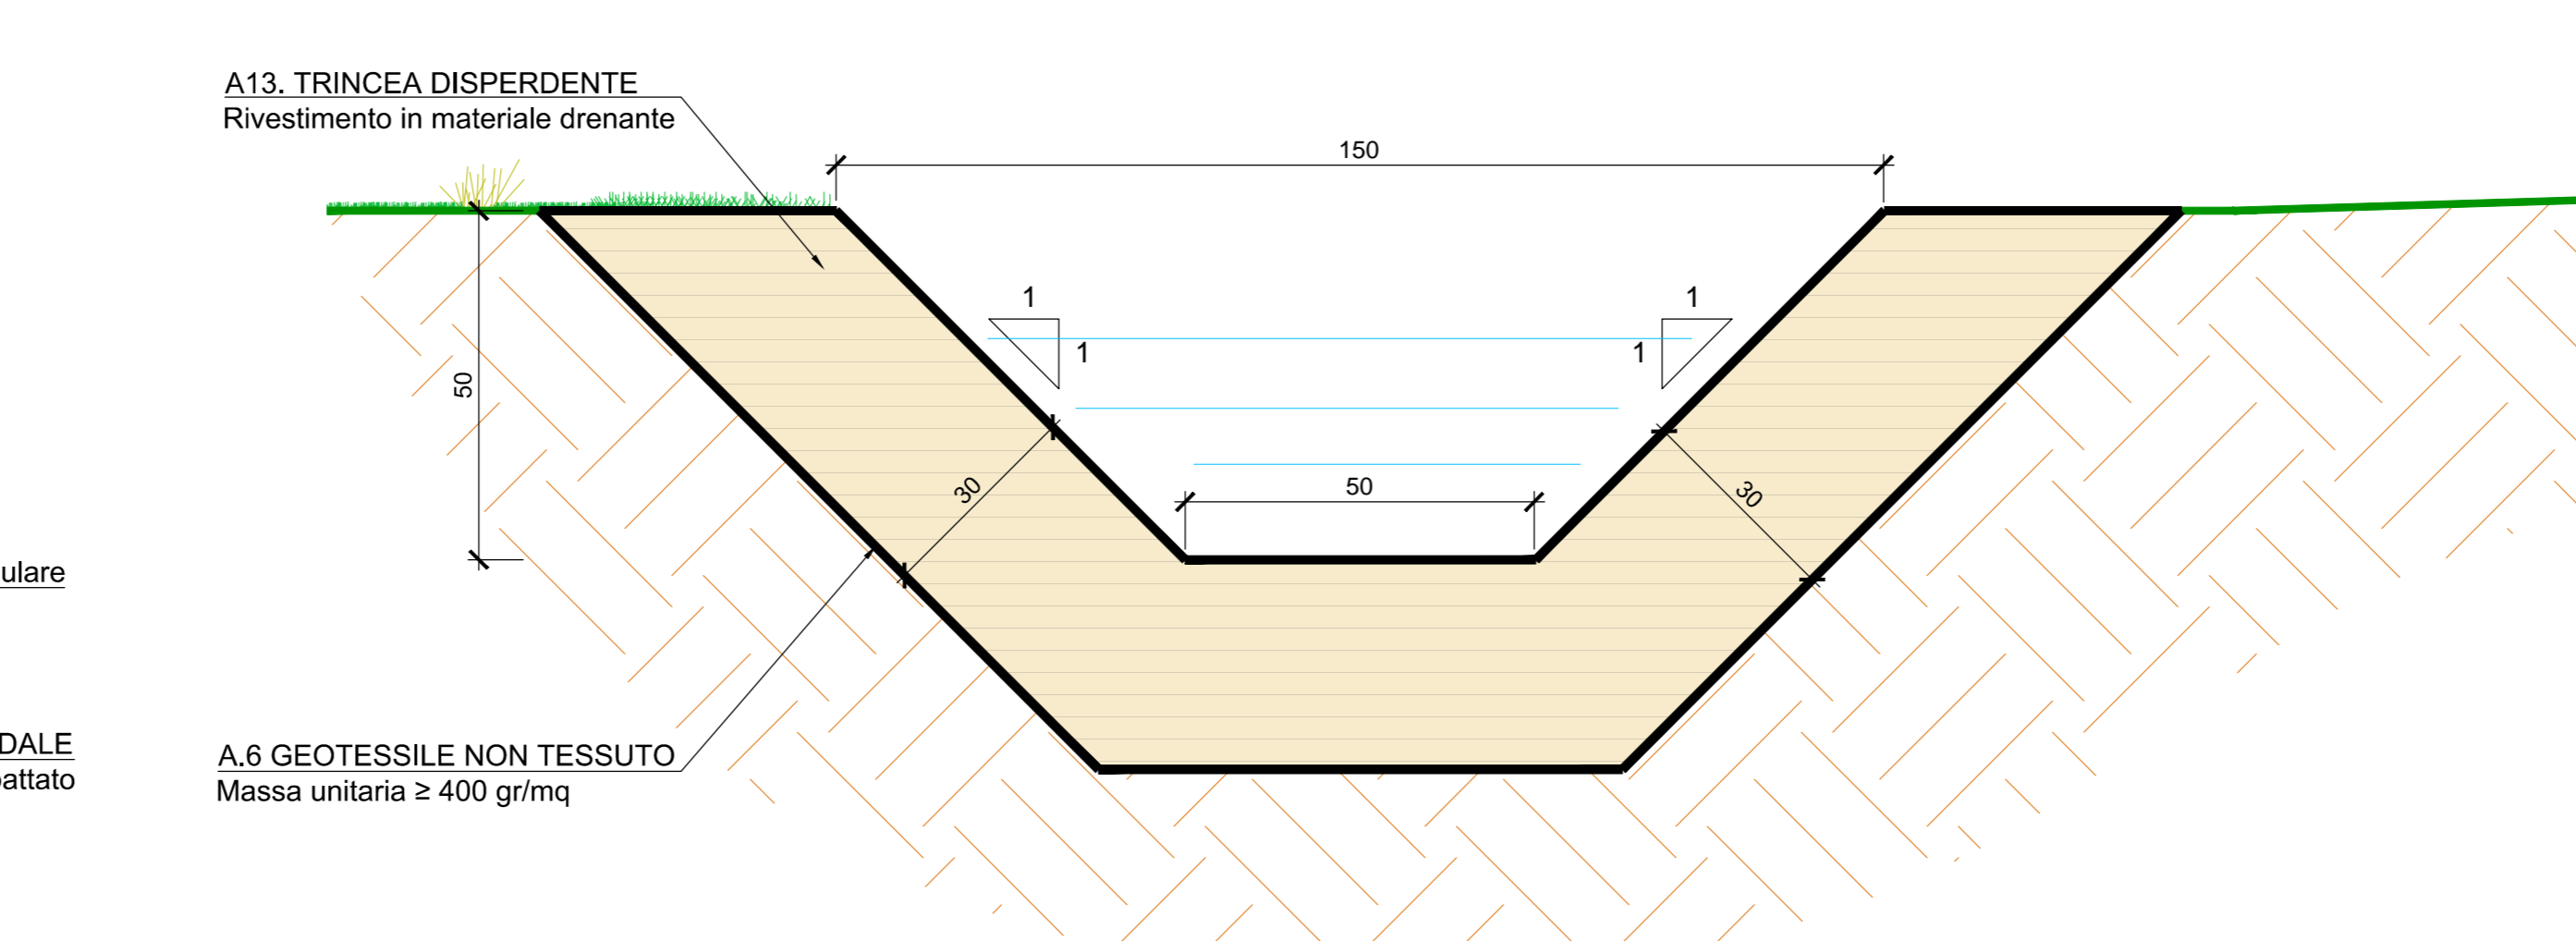 A13. TRINCEA DISPERDENTE
Rivestimento in materiale drenante
150
1
1
1
1
50
50
30
30
ulare
DALE
attato
A.6 GEOTESSILE NON TESSUTO
Massa unitaria ≥ 400 gr/mq